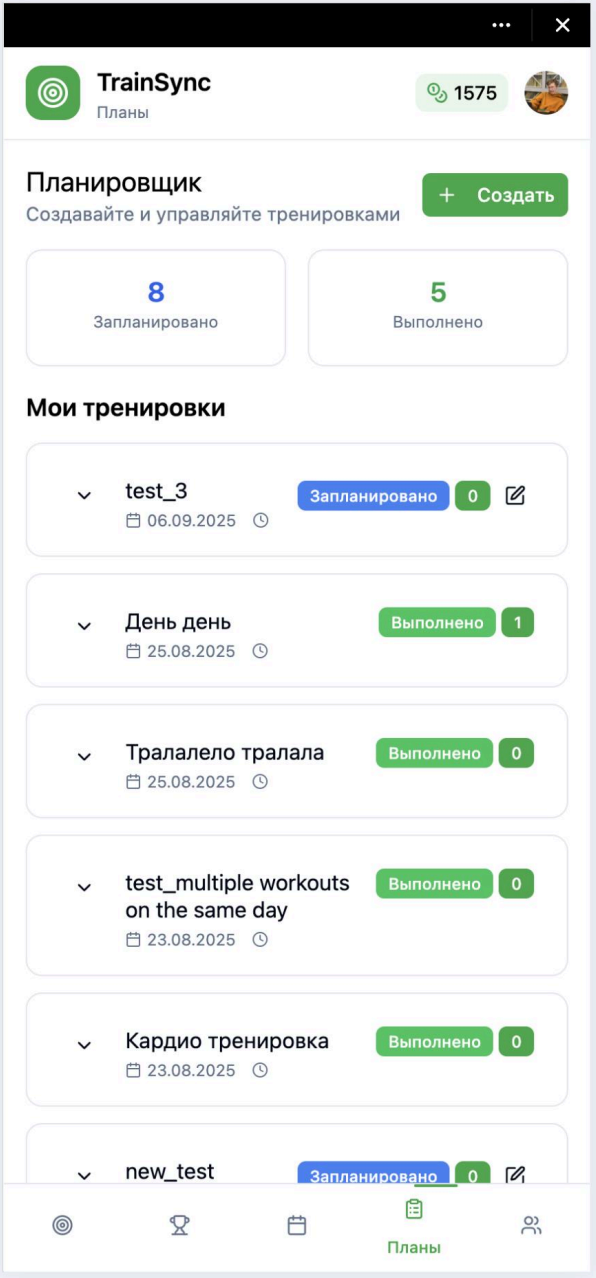 TrainSync
Планы
1575
Планировщик
Создавайте и управляйте тренировками
+ Создать
8
Запланировано
5
Выполнено
Мои тренировки
test_3
Запланировано 0
06.09.2025
День день
Выполнено 1
25.08.2025
Тралалело тралала
Выполнено 0
25.08.2025
test_multiple workouts
on the same day
Выполнено 0
23.08.2025
Кардио тренировка
Выполнено 0
23.08.2025
new_test
Запланировано 0
Планы